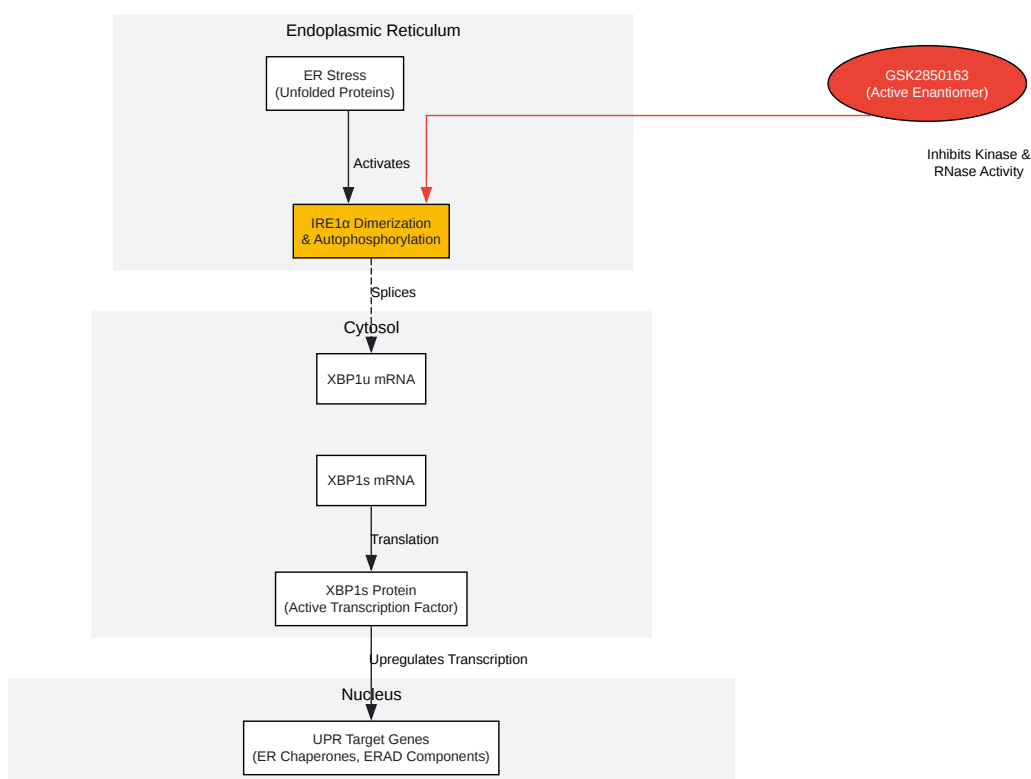 Endoplasmic Reticulum
ER Stress
(Unfolded Proteins)
GSK2850163
(Active Enantiomer)
Inhibits Kinase &
RNase Activity
Activates
IRE1α Dimerization
& Autophosphorylation
Splices
Cytosol
XBP1u mRNA
XBP1s mRNA
Translation
XBP1s Protein
(Active Transcription Factor)
Upregulates Transcription
Nucleus
UPR Target Genes
(ER Chaperones, ERAD Components)